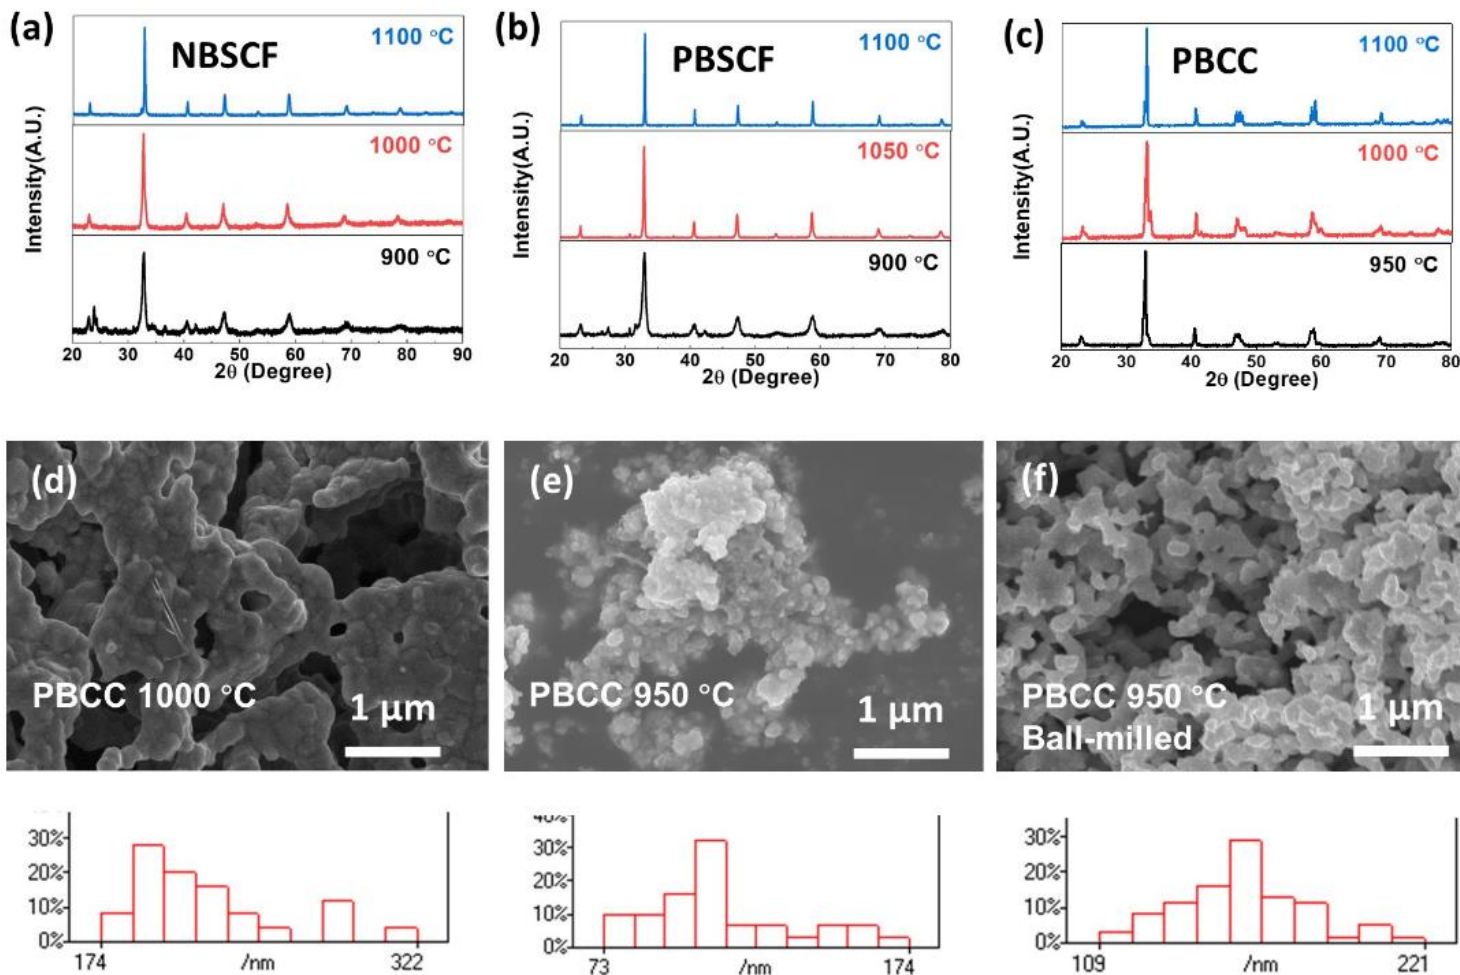 (a)
NBSCF
1100 °C
1000 °C
900 °C
Intensity(A.U.)
20 30 40 50 60 70 80 90
2θ (Degree)
(b)
PBSCF
1100 °C
1050 °C
900 °C
Intensity(A.U.)
20 30 40 50 60 70 80
2θ (Degree)
(c)
PBCC
1100 °C
1000 °C
950 °C
Intensity(A.U.)
20 30 40 50 60 70 80
2θ (Degree)
(d)
PBCC 1000 °C
1 μm
(e)
PBCC 950 °C
1 μm
(f)
PBCC 950 °C
Ball-milled
1 μm
30%
20%
10%
0%
174 /nm 322
30%
20%
10%
0%
73 /nm 174
30%
20%
10%
0%
109 /nm 221